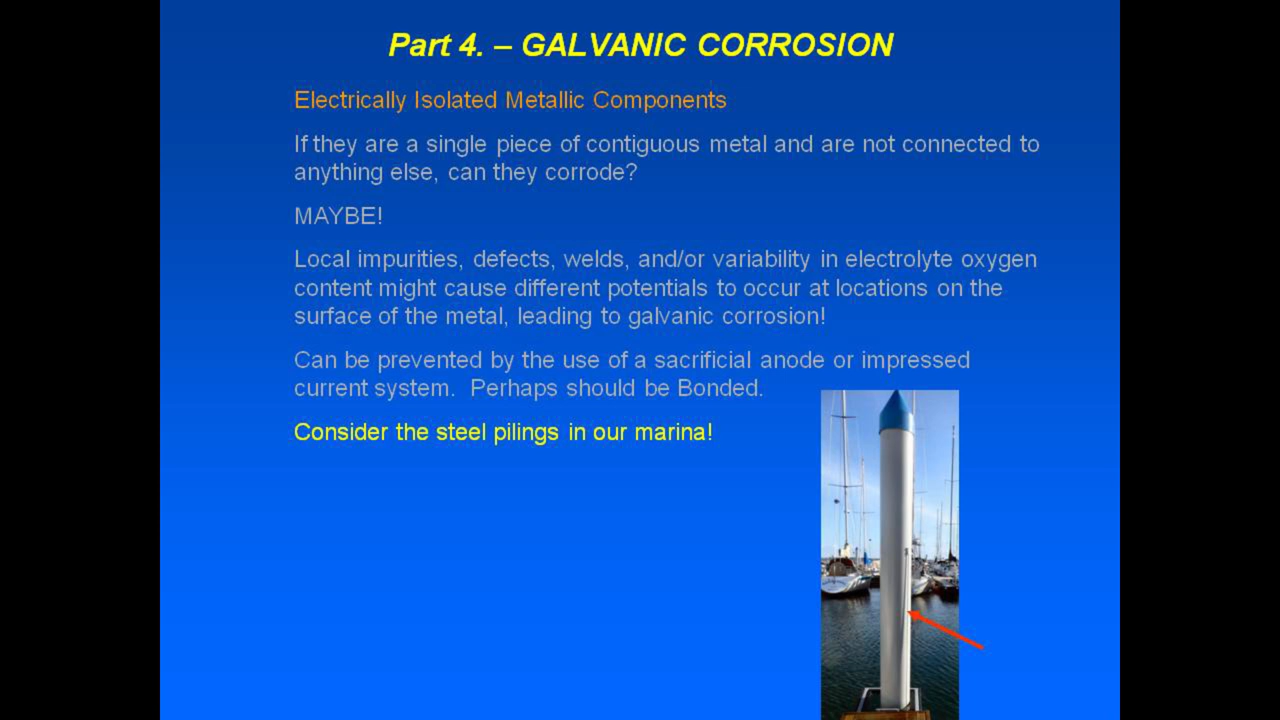 Part 4. – GALVANIC CORROSION
Electrically Isolated Metallic Components
If they are a single piece of contiguous metal and are not connected to
anything else, can they corrode?
MAYBE!
Local impurities, defects, welds, and/or variability in electrolyte oxygen
content might cause different potentials to occur at locations on the
surface of the metal, leading to galvanic corrosion!
Can be prevented by the use of a sacrificial anode or impressed
current system.  Perhaps should be Bonded.
Consider the steel pilings in our marina!